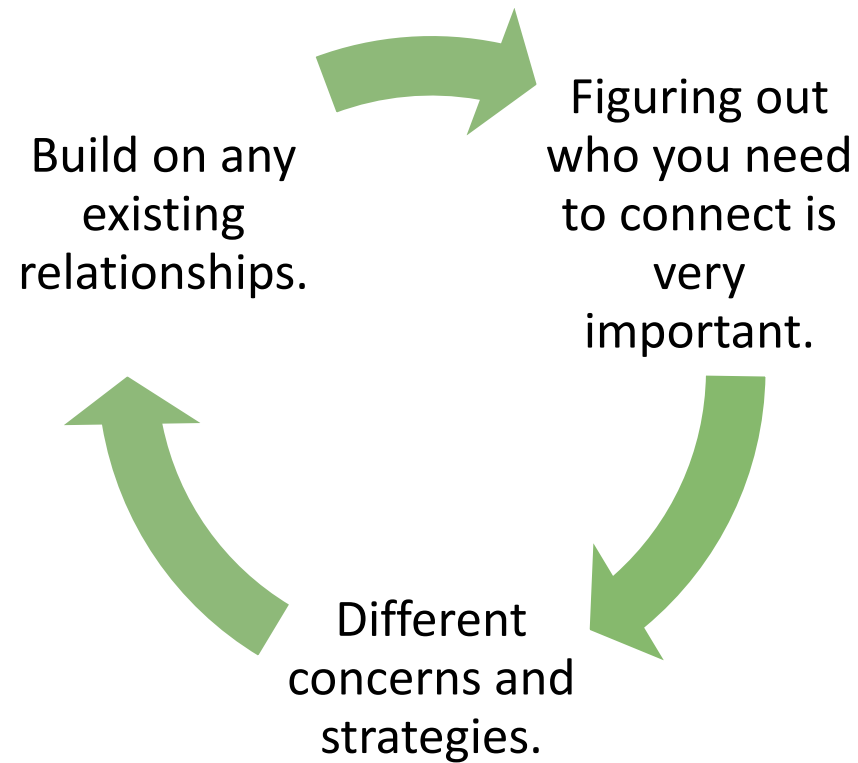 Build on any
existing
relationships.
Figuring out
who you need
to connect is
very
important.
Different
concerns and
strategies.